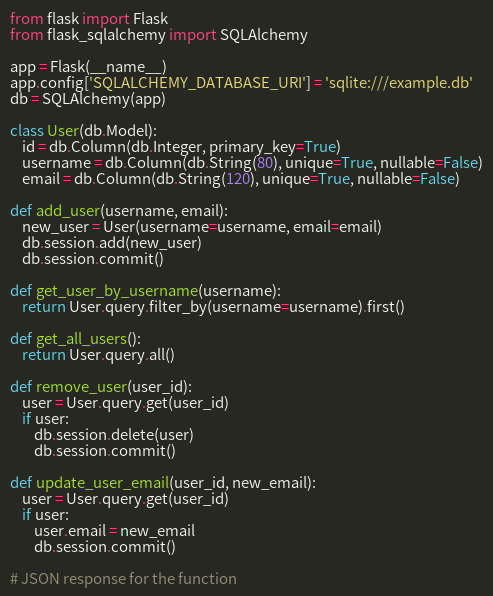 from flask import Flask
from flask_sqlalchemy import SQLAlchemy

app = Flask(__name__)
app.config['SQLALCHEMY_DATABASE_URI'] = 'sqlite:///example.db'
db = SQLAlchemy(app)

class User(db.Model):
    id = db.Column(db.Integer, primary_key=True)
    username = db.Column(db.String(80), unique=True, nullable=False)
    email = db.Column(db.String(120), unique=True, nullable=False)

def add_user(username, email):
    new_user = User(username=username, email=email)
    db.session.add(new_user)
    db.session.commit()

def get_user_by_username(username):
    return User.query.filter_by(username=username).first()

def get_all_users():
    return User.query.all()

def remove_user(user_id):
    user = User.query.get(user_id)
    if user:
        db.session.delete(user)
        db.session.commit()

def update_user_email(user_id, new_email):
    user = User.query.get(user_id)
    if user:
        user.email = new_email
        db.session.commit()

# JSON response for the function